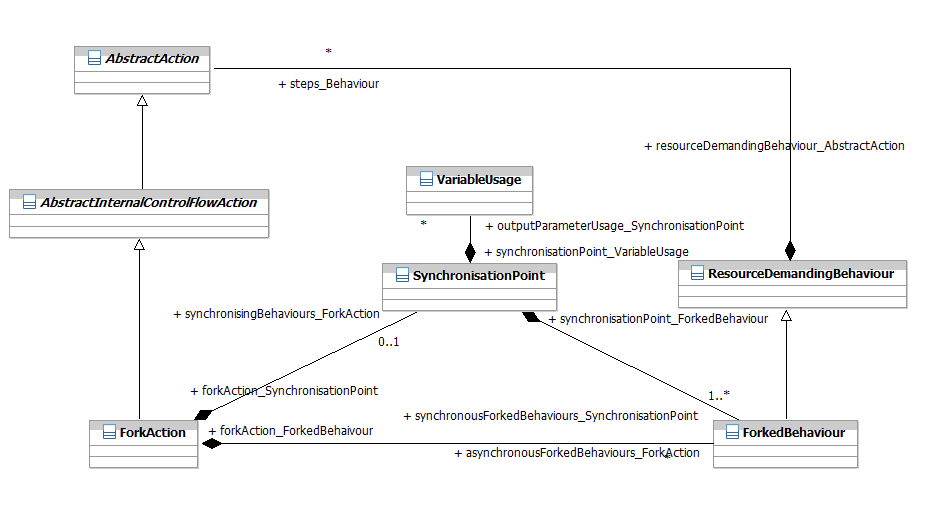 *
AbstractAction
+ steps_Behaviour
+ resourceDemandingBehaviour_AbstractAction
VariableUsage
AbstractInternalControlFlowAction
*
+ outputParameterUsage_SynchronisationPoint
+ synchronisationPoint_VariableUsage
SynchronisationPoint
ResourceDemandingBehaviour
+ synchronisingBehaviours_ForkAction
+ synchronisationPoint_ForkedBehaviour
0..1
+ forkAction_SynchronisationPoint
1..*
+ synchronousForkedBehaviours_SynchronisationPoint
ForkAction
+ forkAction_ForkedBehaivour
ForkedBehaviour
+ asynchronousForkedBehaviours_ForkAction
*